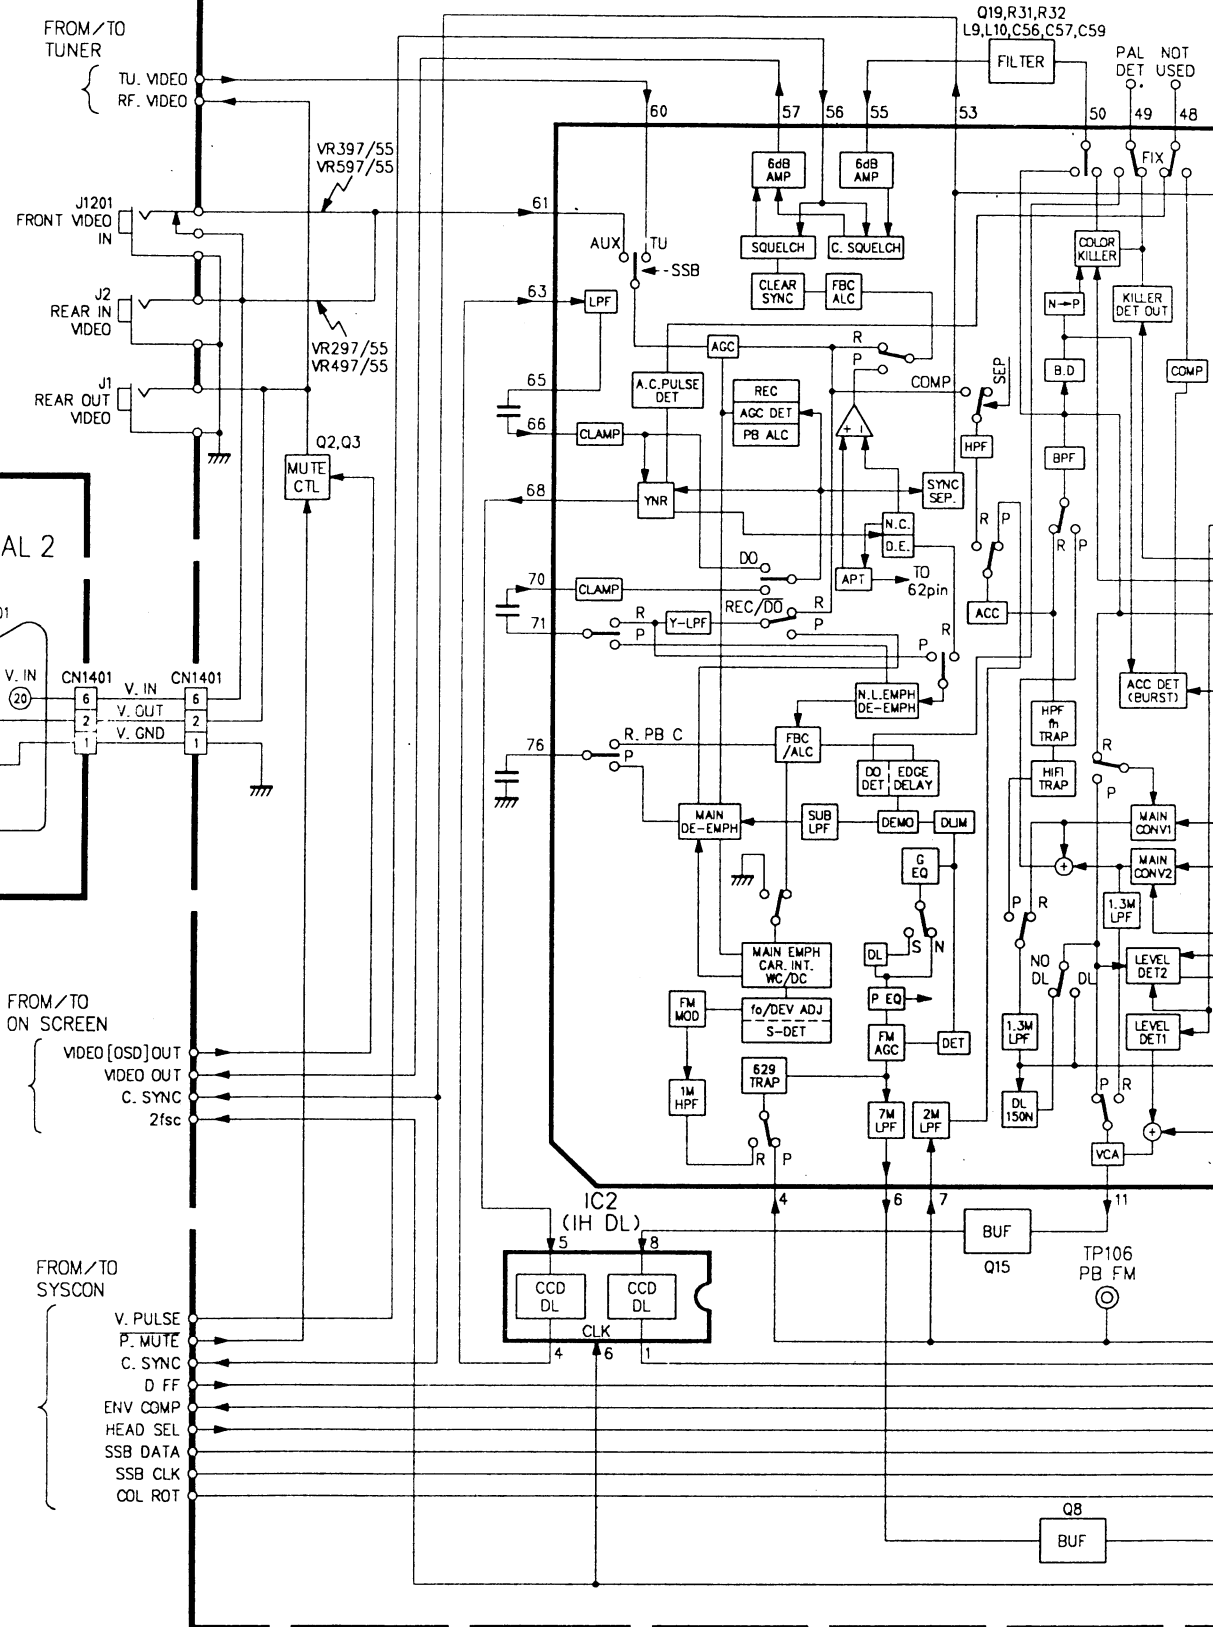 FROM/TO
TUNER
TU. VIDEO
RF. VIDEO
VR397/55
VR597/55
J1201
FRONT VIDEO
IN
J2
REAR IN
VIDEO
VR297/55
VR497/55
J1
REAR OUT
VIDEO
Q2,Q3
MUTE
CTL
AL 2
V. IN
20
CN1401
6
2
1
V. IN
V. OUT
V. GND
CN1401
6
2
1
FROM/TO
ON SCREEN
VIDEO[OSD]OUT
VIDEO OUT
C. SYNC
2fsc
FROM/TO
SYSCON
V. PULSE
P. MUTE
C. SYNC
D FF
ENV COMP
HEAD SEL
SSB DATA
SSB CLK
COL ROT
Q19,R31,R32
L9,L10,C56,C57,C59
FILTER
PAL
DET
NOT
USED
60
57
56
55
53
50
49
48
6dB
AMP
6dB
AMP
FIX
61
AUX
TU
SSB
SQUELCH
C. SQUELCH
COLOR
KILLER
63
LPF
CLEAR
SYNC
FBC
ALC
N→P
KILLER
DET OUT
AGC
R
P
65
A.C.PULSE
DET
REC
AGC DET
PB ALC
COMP
SEP
B.D
COMP
66
CLAMP
+ −
HPF
BPF
68
YNR
SYNC
SEP.
N.C.
D.E.
R
P
R
P
70
CLAMP
DO
APT
TO
62pin
ACC
71
R
P
Y-LPF
REC/DO
R
P
P
R
N.L.EMPH
DE-EMPH
ACC DET
(BURST)
76
R. PB C
P
FBC
/ALC
DO
DET
EDGE
DELAY
HPF
fh
TRAP
HIFI
TRAP
R
P
MAIN
DE-EMPH
SUB
LPF
DEMO
DLIM
MAIN
CONV1
G
EQ
+
MAIN
CONV2
P
R
1.3M
LPF
S
N
MAIN EMPH
CAR. INT.
WC/DC
DL
NO
DL
DL
LEVEL
DET2
FM
MOD
fo/DEV ADJ
S-DET
P EQ
FM
AGC
DET
1.3M
LPF
LEVEL
DET1
629
TRAP
1M
HPF
7M
LPF
2M
LPF
DL
150N
P
R
+
R
P
VCA
4
6
7
11
IC2
(1H DL)
5
8
CCD
DL
CCD
DL
CLK
4
6
1
BUF
Q15
TP106
PB FM
Q8
BUF